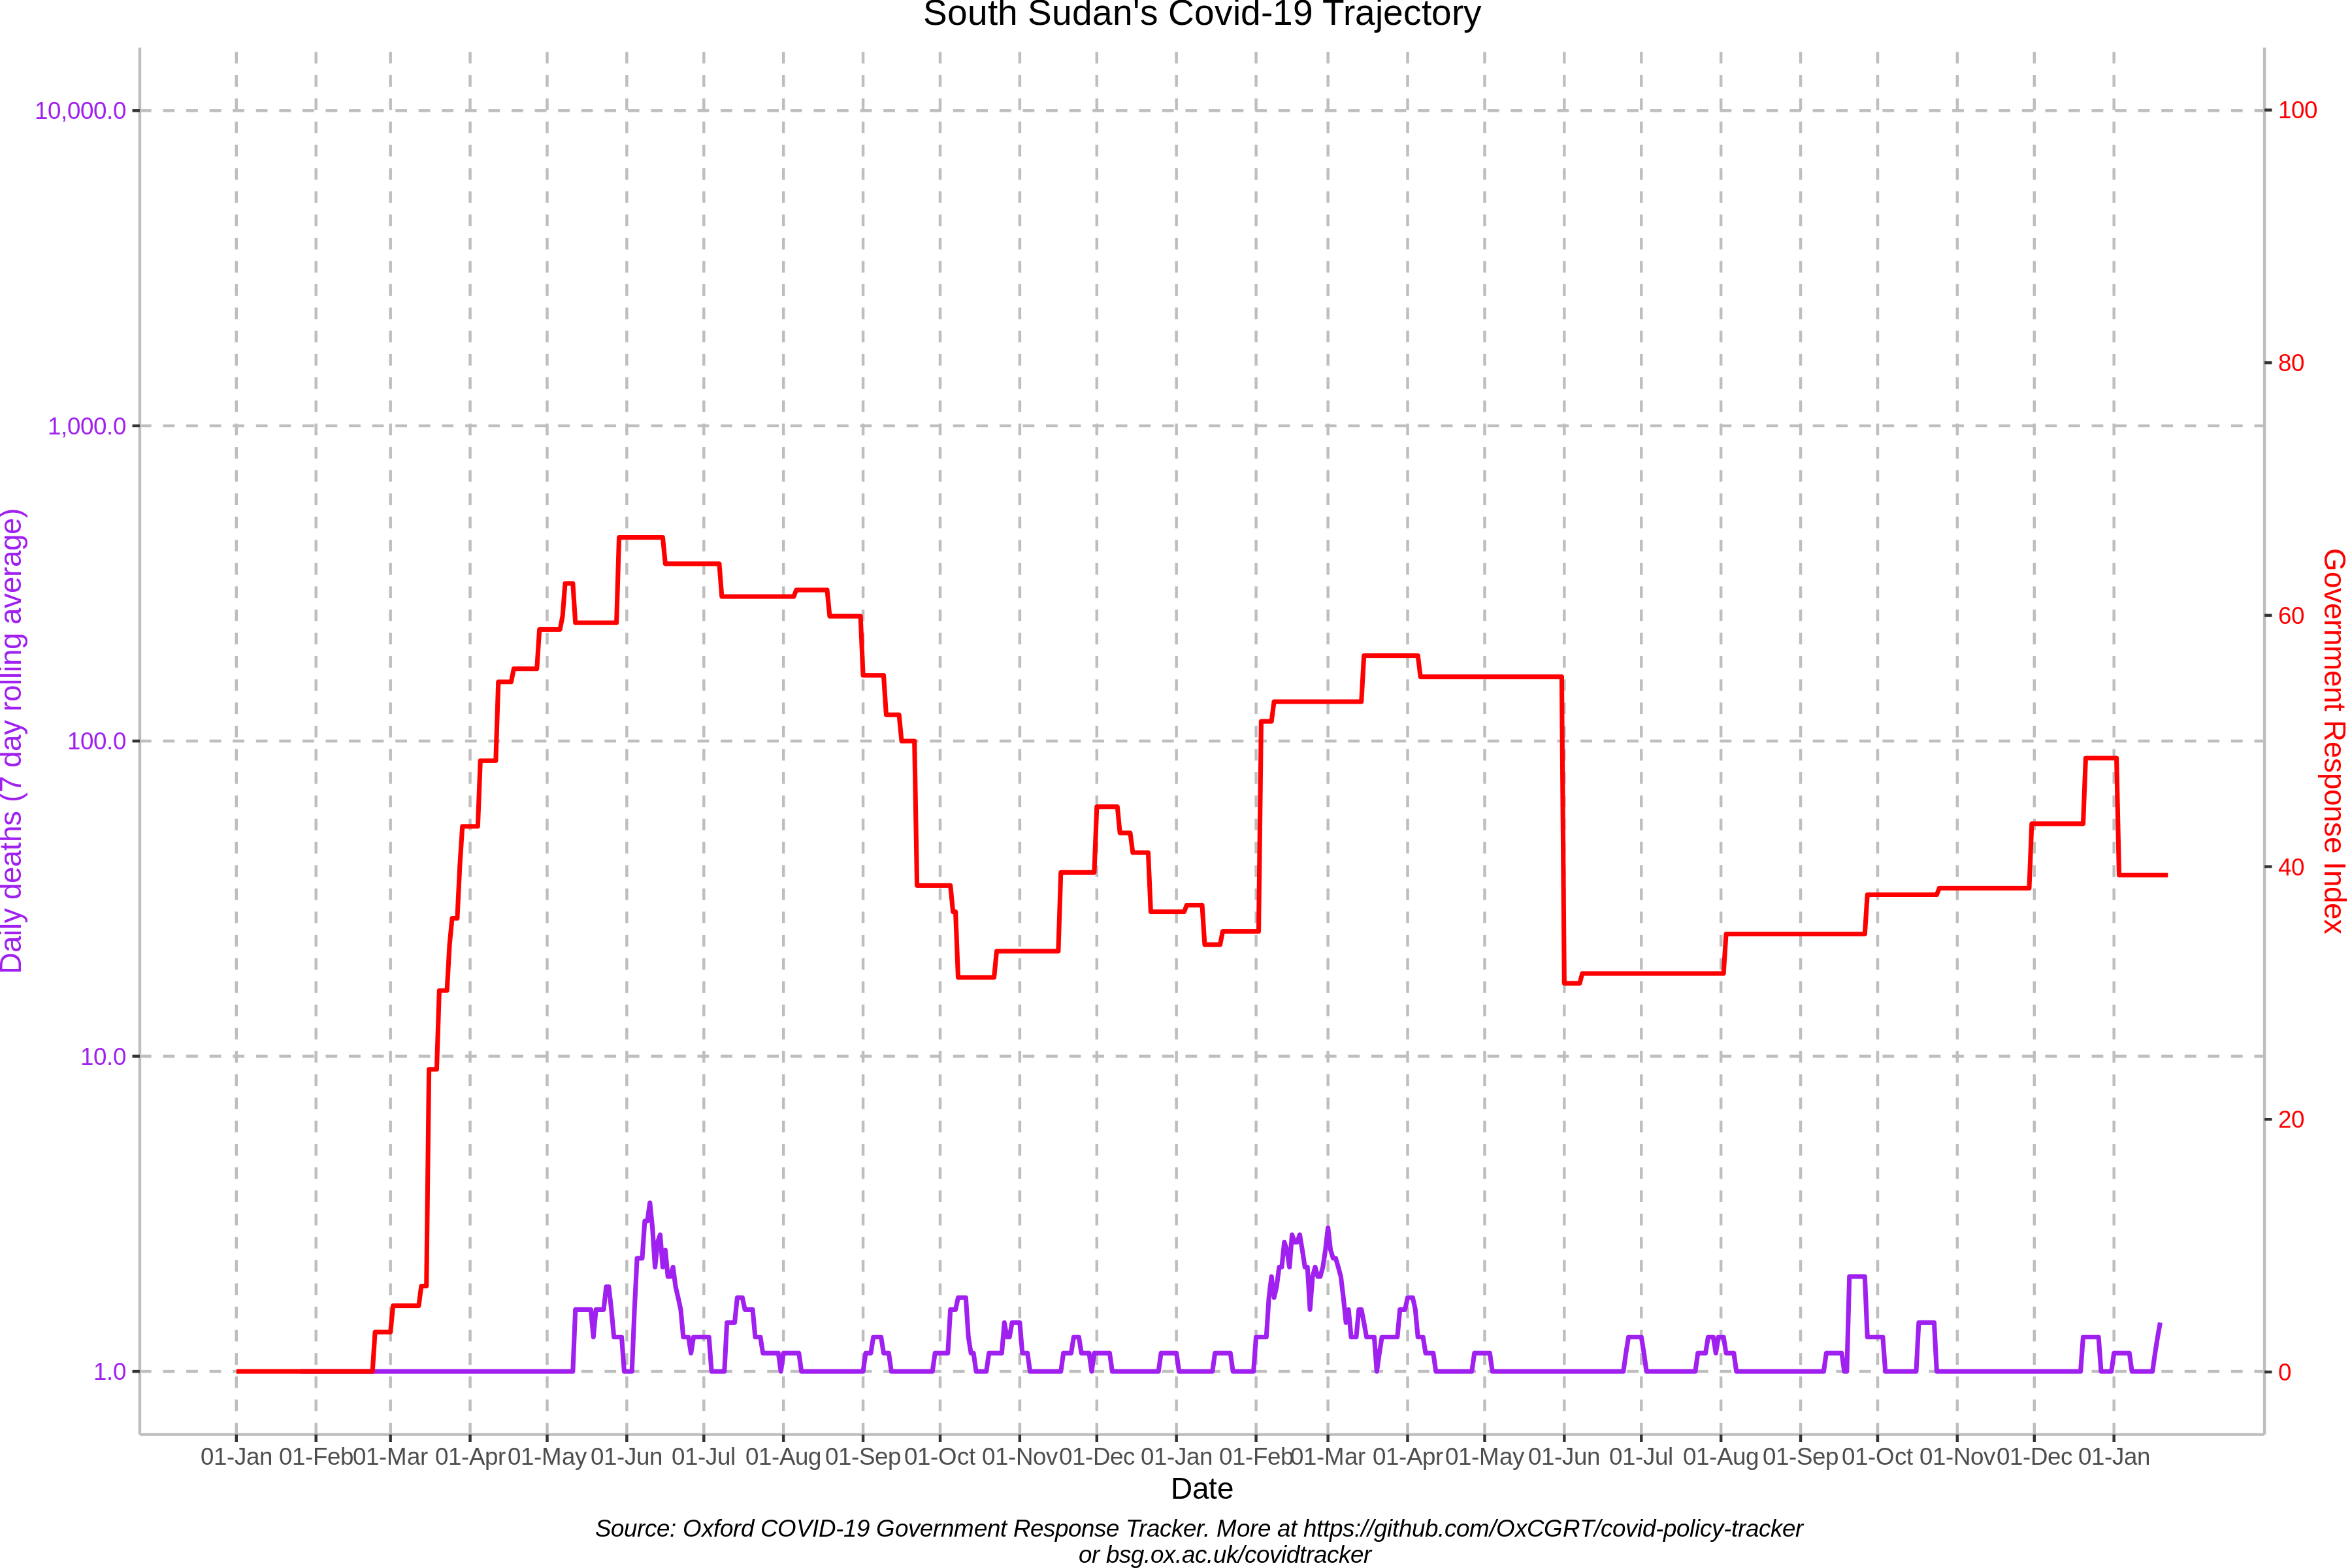 South Sudan's Covid-19 Trajectory
10,000.0
1,000.0
100.0
10.0
1.0
Daily deaths (7 day rolling average)
100
80
60
40
20
0
Government Response Index
01-Jan 01-Feb 01-Mar 01-Apr 01-May 01-Jun 01-Jul 01-Aug 01-Sep 01-Oct 01-Nov 01-Dec 01-Jan 01-Feb 01-Mar 01-Apr 01-May 01-Jun 01-Jul 01-Aug 01-Sep 01-Oct 01-Nov 01-Dec 01-Jan
Date
Source: Oxford COVID-19 Government Response Tracker. More at https://github.com/OxCGRT/covid-policy-tracker
or bsg.ox.ac.uk/covidtracker